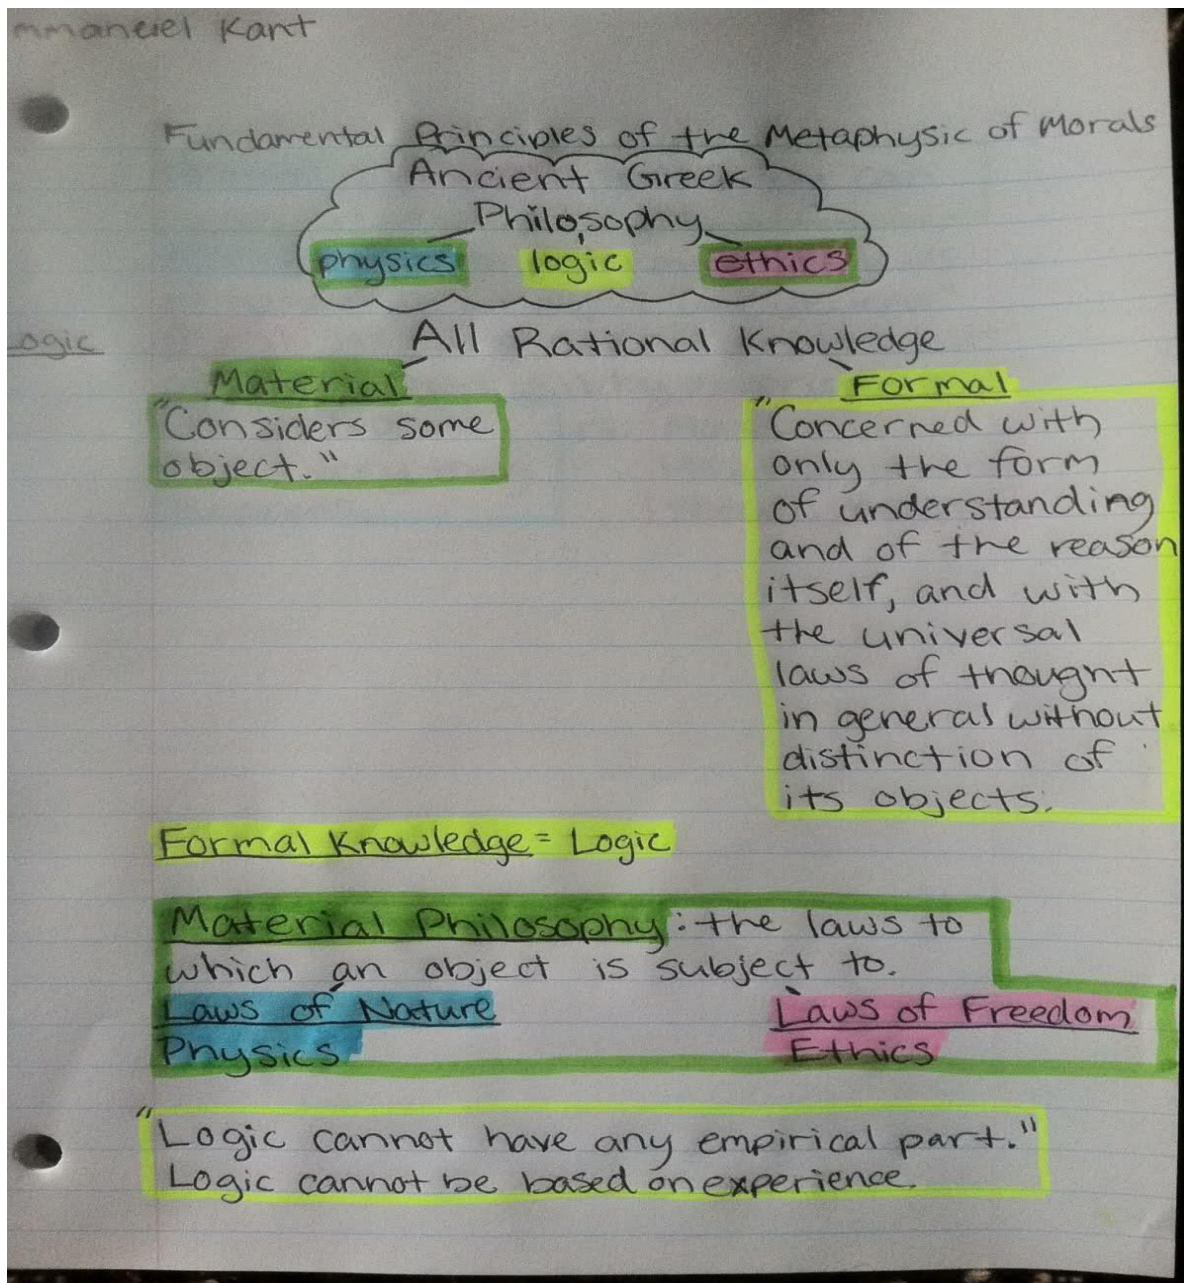 mmanuel Kant
Fundamental Principles of the Metaphysic of Morals
Ancient Greek
Philosophy
physics logic ethics
ogic
All Rational Knowledge
Material
"Considers some
object."
Formal
"Concerned with
only the form
of understanding
and of the reason
itself, and with
the universal
laws of thought
in general without
distinction of
its objects.
Formal Knowledge = Logic
Material Philosophy: the laws to
which an object is subject to.
Laws of Nature
Physics
Laws of Freedom
Ethics
"Logic cannot have any empirical part."
Logic cannot be based on experience.